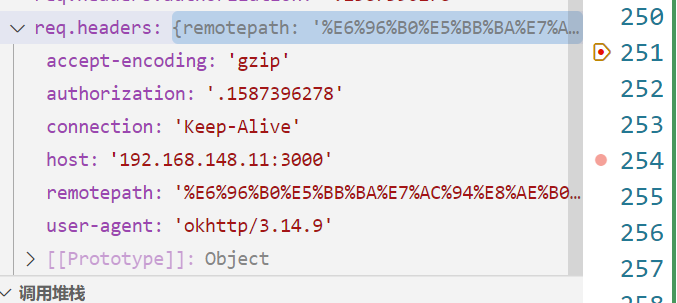 req.headers: {remotepath: '%E6%96%B0%E5%BB%BA%E7%A…
accept-encoding: 'gzip'
authorization: '.1587396278'
connection: 'Keep-Alive'
host: '192.168.148.11:3000'
remotepath: '%E6%96%B0%E5%BB%BA%E7%AC%94%E8%AE%B0…
user-agent: 'okhttp/3.14.9'
[[Prototype]]: Object
调用堆栈
250
251
252
253
254
255
256
257